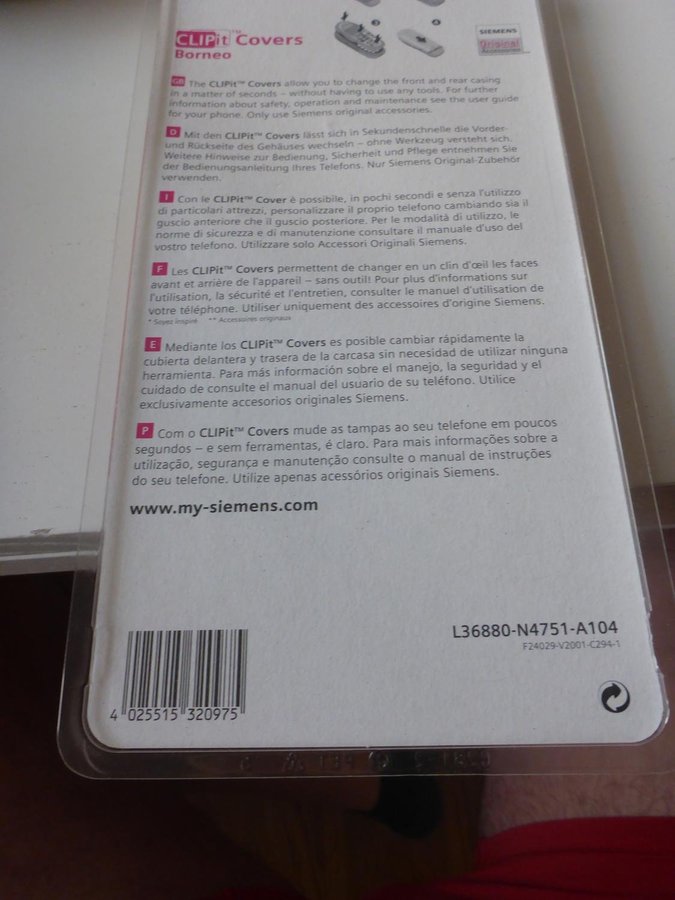 3
4
CLIPit™ Covers
Borneo
SIEMENS
Original
Accessories
GB The CLIPit™ Covers allow you to change the front and rear casing
in a matter of seconds – without having to use any tools. For further
information about safety, operation and maintenance see the user guide
for your phone. Only use Siemens original accessories.
D Mit den CLIPit™ Covers lässt sich in Sekundenschnelle die Vorder-
und Rückseite des Gehäuses wechseln – ohne Werkzeug versteht sich.
Weitere Hinweise zur Bedienung, Sicherheit und Pflege entnehmen Sie
der Bedienungsanleitung Ihres Telefons. Nur Siemens Original-Zubehör
verwenden.
I Con le CLIPit™ Cover è possibile, in pochi secondi e senza l'utilizzo
di particolari attrezzi, personalizzare il proprio telefono cambiando sia il
guscio anteriore che il guscio posteriore. Per le modalità di utilizzo, le
norme di sicurezza e di manutenzione consultare il manuale d'uso del
vostro telefono. Utilizzare solo Accessori Originali Siemens.
F Les CLIPit™ Covers permettent de changer en un clin d'œil les faces
avant et arrière de l'appareil – sans outil! Pour plus d'informations sur
l'utilisation, la sécurité et l'entretien, consulter le manuel d'utilisation de
votre téléphone. Utiliser uniquement des accessoires d'origine Siemens.
* Soyez inspiré ** Accessoires originaux
E Mediante los CLIPit™ Covers es posible cambiar rápidamente la
cubierta delantera y trasera de la carcasa sin necesidad de utilizar ninguna
herramienta. Para más información sobre el manejo, la seguridad y el
cuidado de consulte el manual del usuario de su teléfono. Utilice
exclusivamente accesorios originales Siemens.
P Com o CLIPit™ Covers mude as tampas ao seu telefone em poucos
segundos – e sem ferramentas, é claro. Para mais informações sobre a
utilização, segurança e manutenção consulte o manual de instruções
do seu telefone. Utilize apenas acessórios originais Siemens.
www.my-siemens.com
L36880-N4751-A104
F24029-V2001-C294-1
4 025515 320975